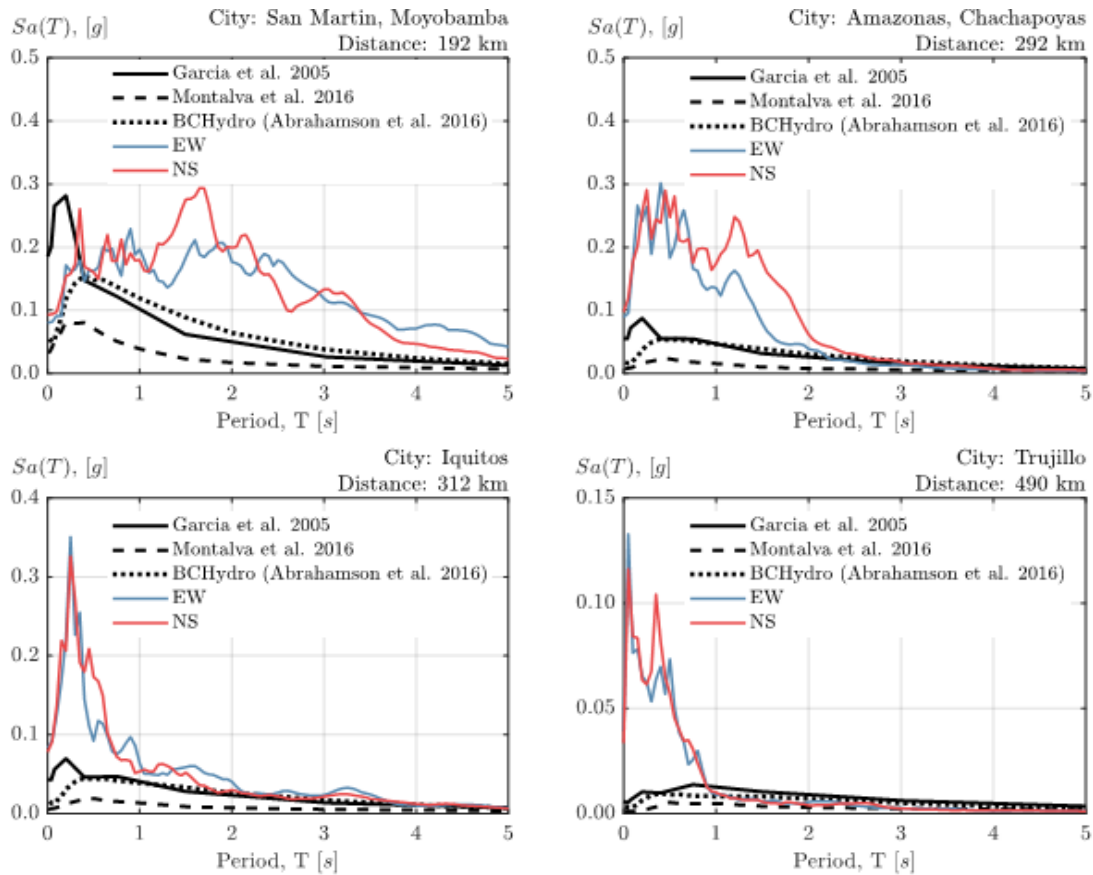 City: San Martin, Moyobamba
Sa(T), [g]
Distance: 192 km
0.5
Garcia et al. 2005
Montalva et al. 2016
0.4
BCHydro (Abrahamson et al. 2016)
EW
NS
0.3
0.2
0.1
0.0
0 1 2 3 4 5
Period, T [s]
City: Amazonas, Chachapoyas
Sa(T), [g]
Distance: 292 km
0.5
Garcia et al. 2005
Montalva et al. 2016
0.4
BCHydro (Abrahamson et al. 2016)
EW
NS
0.3
0.2
0.1
0.0
0 1 2 3 4 5
Period, T [s]
City: Iquitos
Sa(T), [g]
Distance: 312 km
0.4
Garcia et al. 2005
Montalva et al. 2016
BCHydro (Abrahamson et al. 2016)
0.3
EW
NS
0.2
0.1
0.0
0 1 2 3 4 5
Period, T [s]
City: Trujillo
Sa(T), [g]
Distance: 490 km
0.15
Garcia et al. 2005
Montalva et al. 2016
BCHydro (Abrahamson et al. 2016)
EW
0.10
NS
0.05
0.00
0 1 2 3 4 5
Period, T [s]